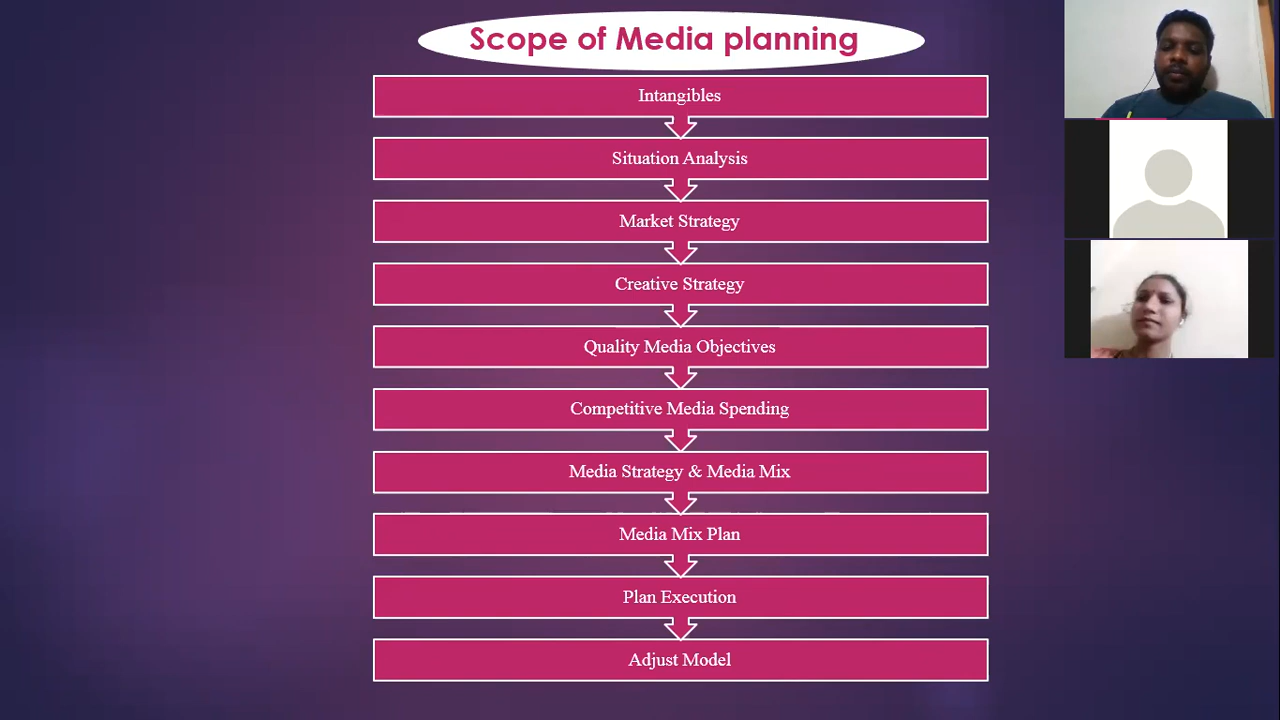 Scope of Media planning
Intangibles
Situation Analysis
Market Strategy
Creative Strategy
Quality Media Objectives
Competitive Media Spending
Media Strategy & Media Mix
Media Mix Plan
Plan Execution
Adjust Model